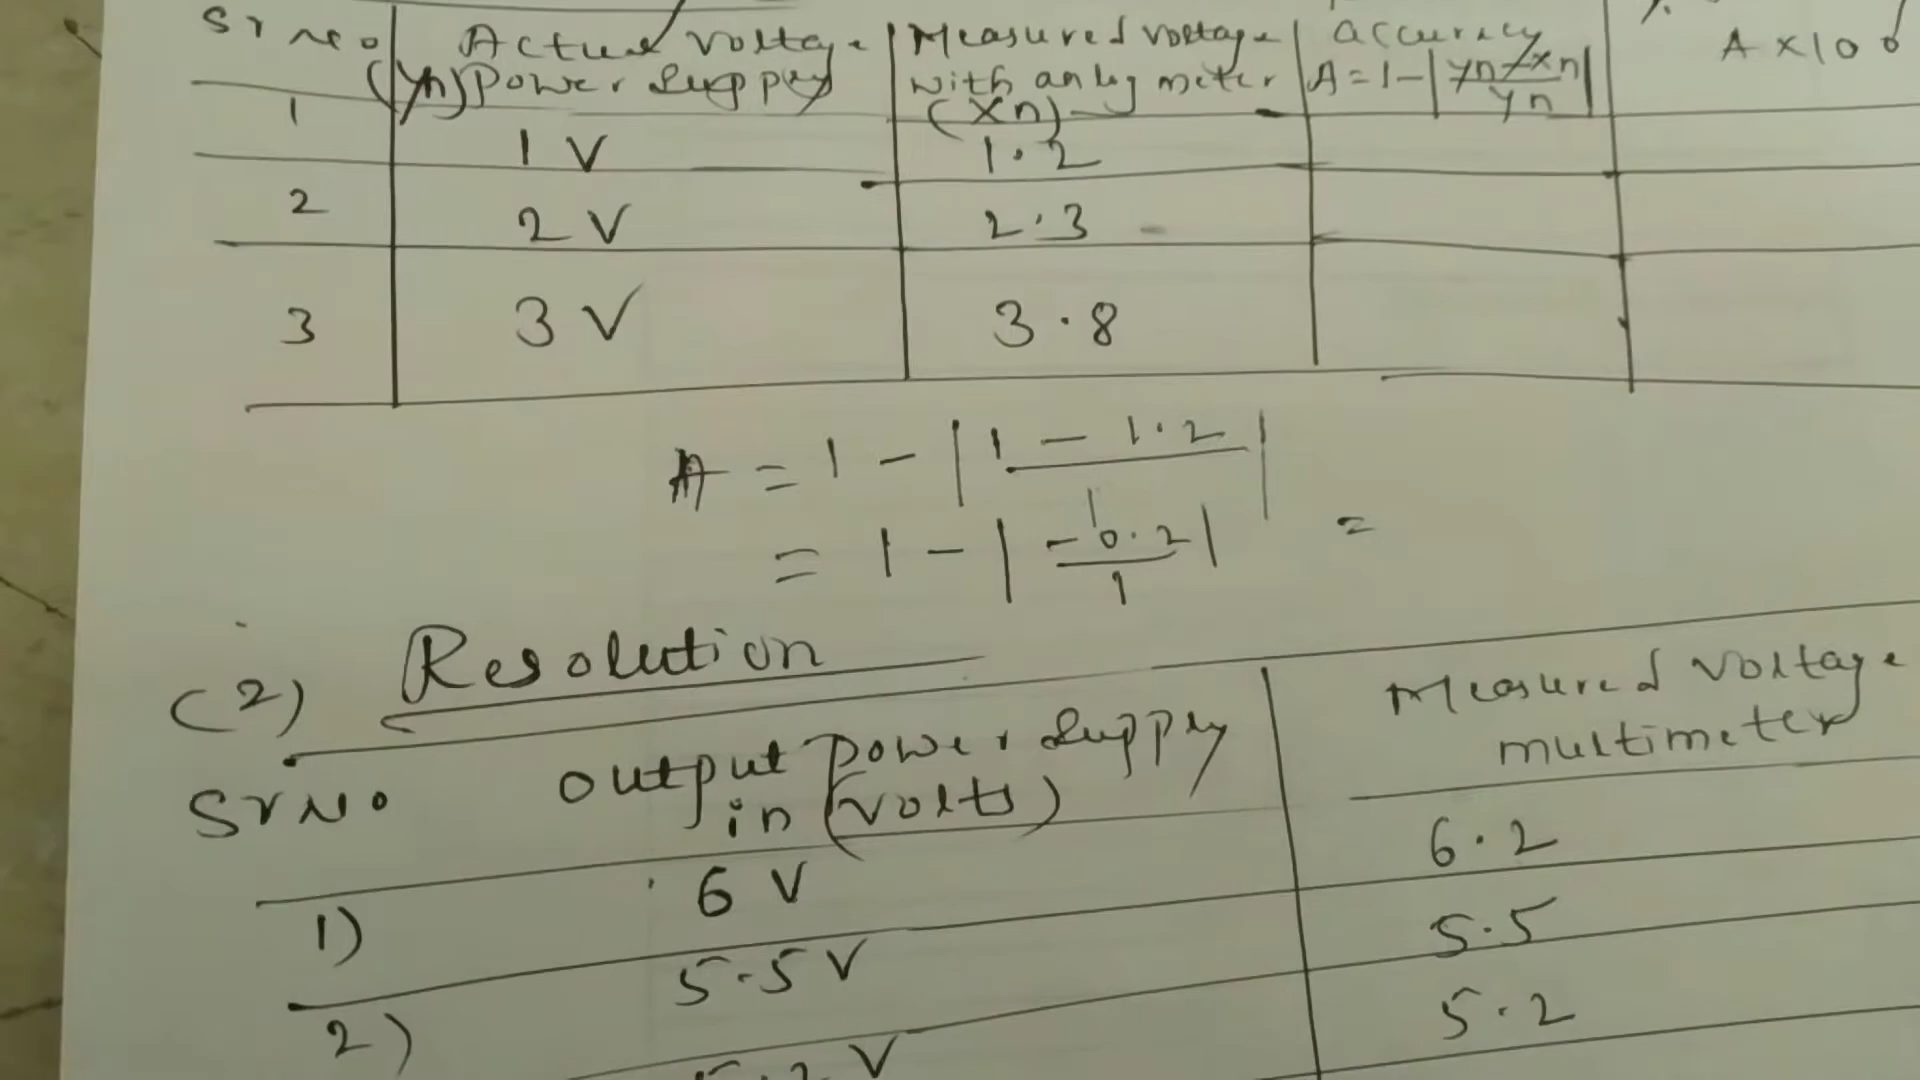 Sr No. Actual Voltage Measured Voltage accuracy %
(Yn) Power Supply with analog meter A=1-|Yn-Xn/Yn| A x 100
(Xn)
1 1 V 1.2
2 2 V 2.3
3 3 V 3.8
A = 1 - |1 - 1.2/1|
= 1 - |-0.2/1| =
(2) Resolution
Sr No. output power supply Measured Voltage
in (volts) multimeter
1) 6 V 6.2
2) 5.5 V 5.5
5.2 V 5.2